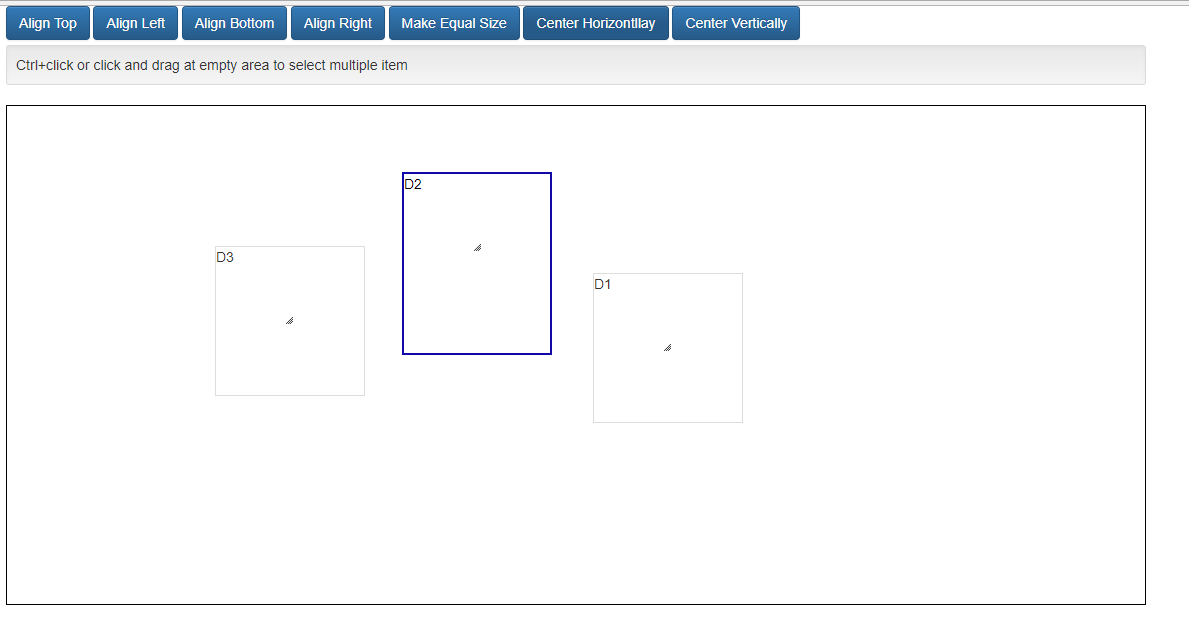 Align Top Align Left Align Bottom Align Right Make Equal Size Center Horizontllay Center Vertically
Ctrl+click or click and drag at empty area to select multiple item
D2
D3
D1